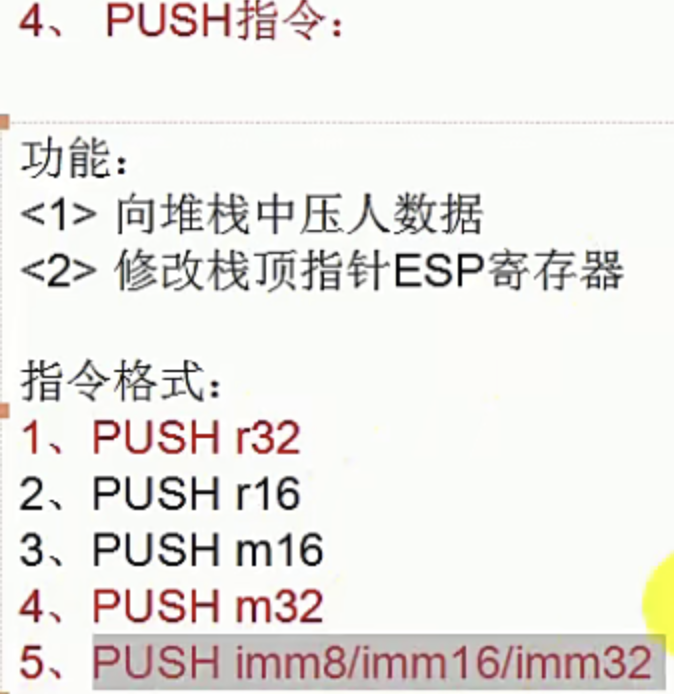 4、 PUSH指令：
功能：
<1> 向堆栈中压人数据
<2> 修改栈顶指针ESP寄存器
指令格式：
1、PUSH r32
2、PUSH r16
3、PUSH m16
4、PUSH m32
5、PUSH imm8/imm16/imm32